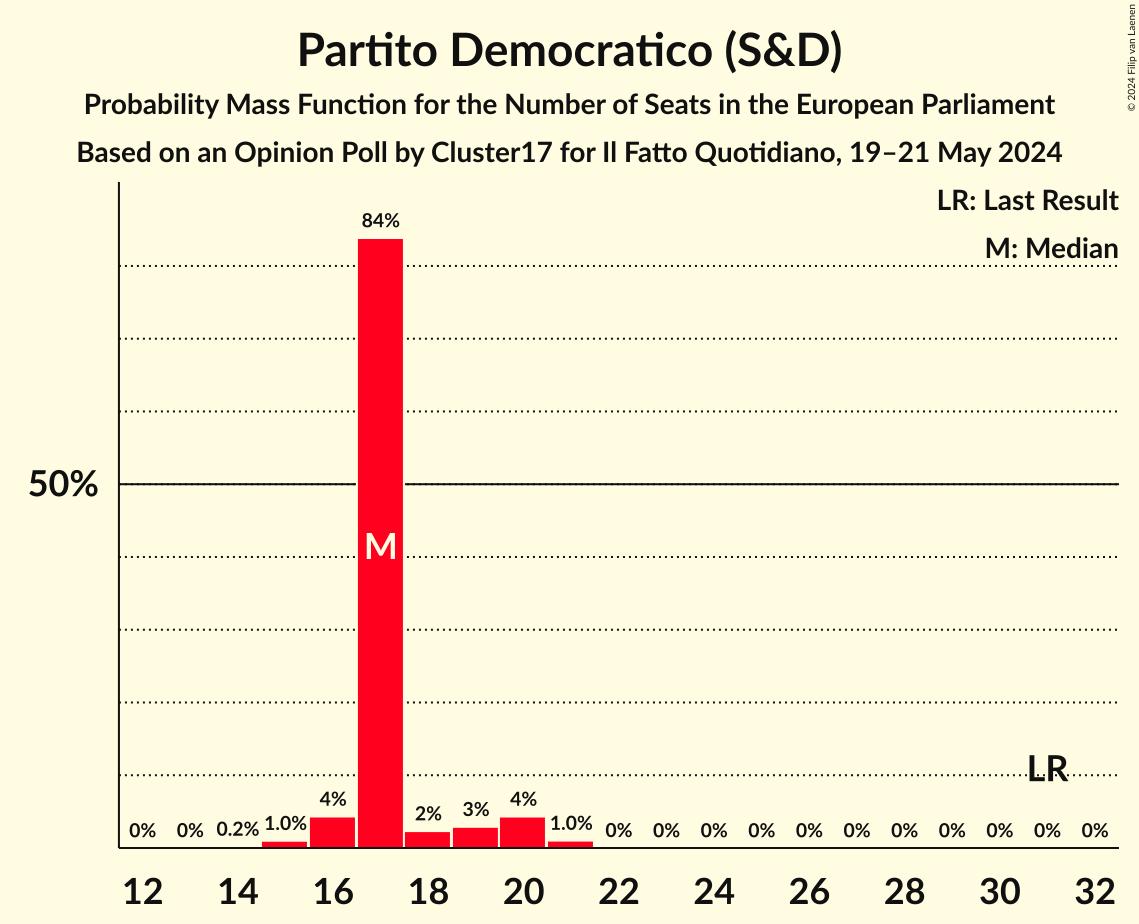 Partito Democratico (S&D)
Probability Mass Function for the Number of Seats in the European Parliament
Based on an Opinion Poll by Cluster17 for Il Fatto Quotidiano, 19–21 May 2024
© 2024 Filip van Laenen
LR: Last Result
M: Median
84%
50%
M
LR
0% 0% 0.2% 1.0% 4% 2% 3% 4% 1.0% 0% 0% 0% 0% 0% 0% 0% 0% 0% 0% 0%
12 14 16 18 20 22 24 26 28 30 32